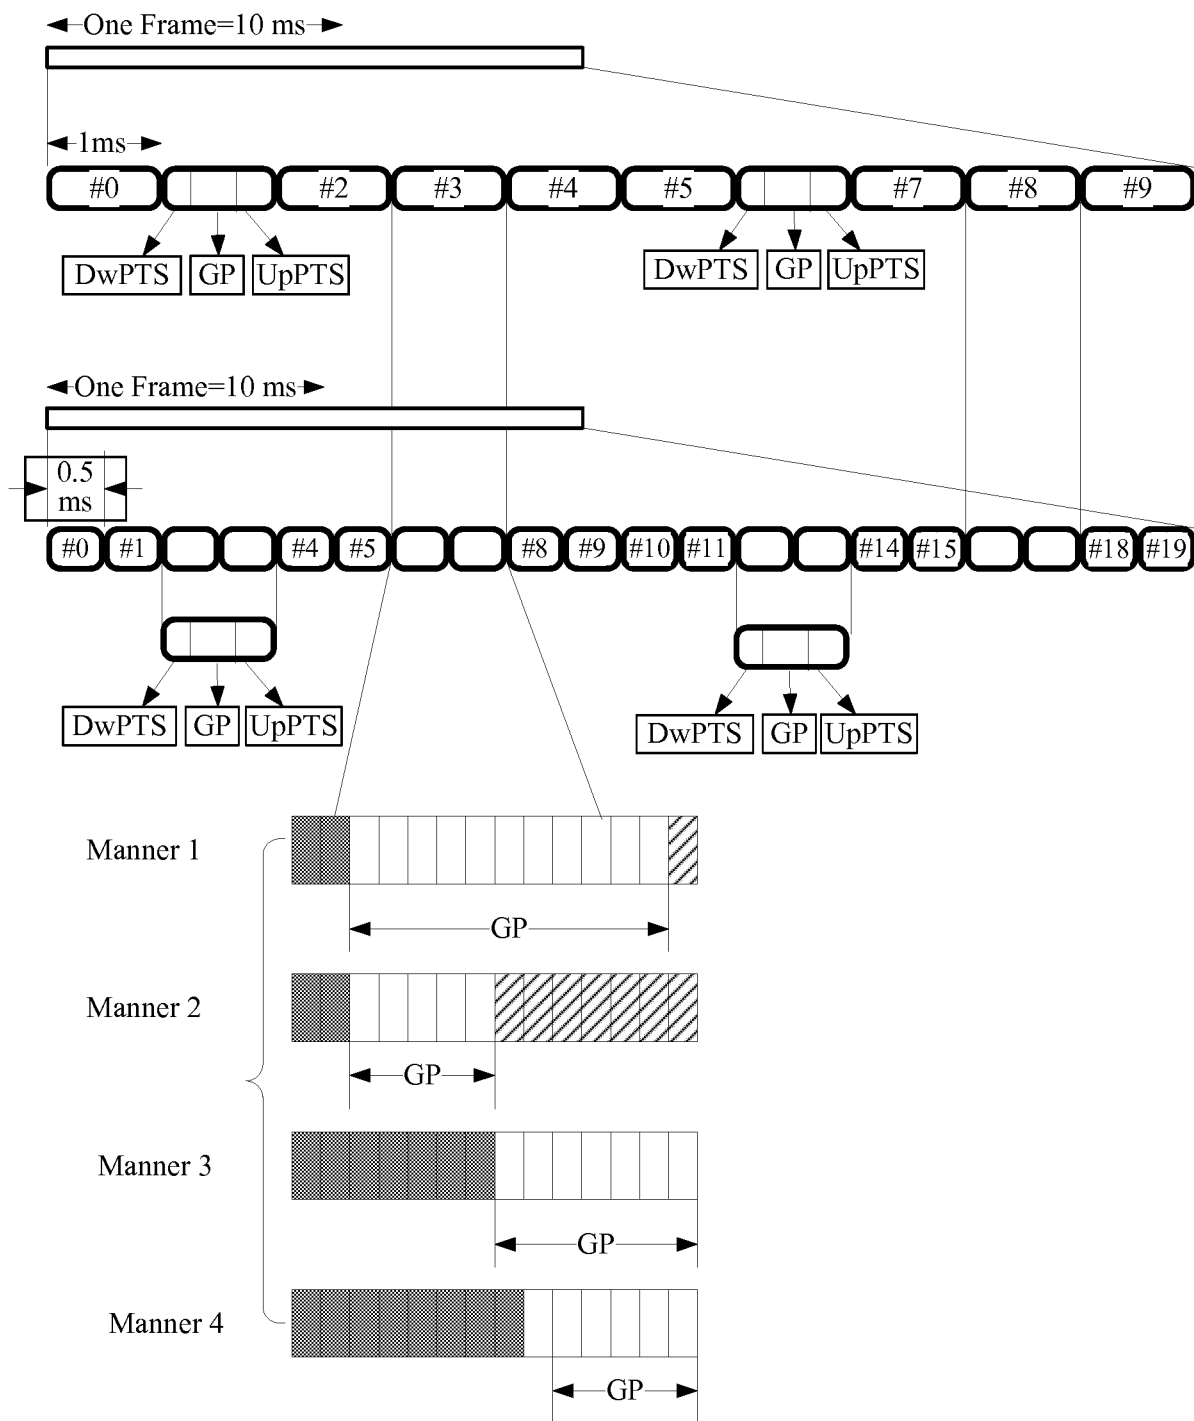 One Frame=10 ms
1ms
#0 #2 #3 #4 #5 #7 #8 #9
DwPTS GP UpPTS DwPTS GP UpPTS
One Frame=10 ms
0.5
ms
#0 #1 #4 #5 #8 #9 #10 #11 #14 #15 #18 #19
DwPTS GP UpPTS DwPTS GP UpPTS
Manner 1
GP
Manner 2
GP
Manner 3
GP
Manner 4
GP